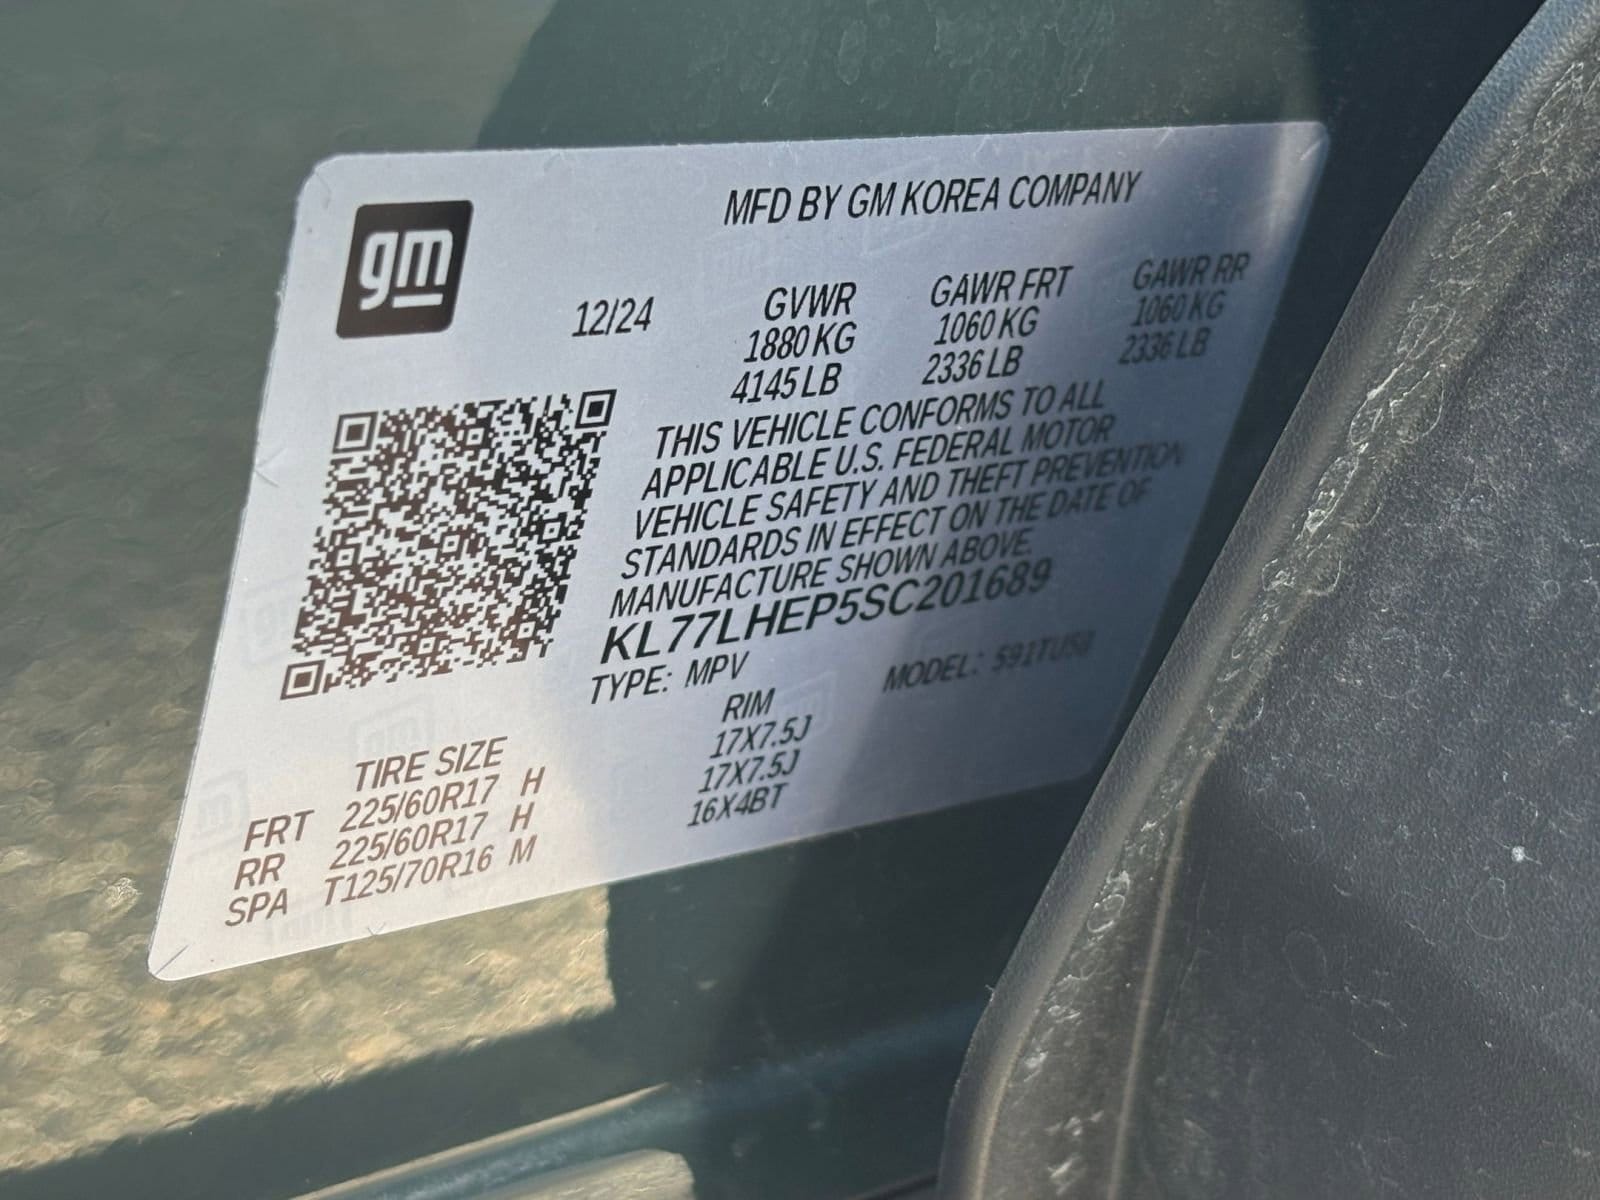 gm
MFD BY GM KOREA COMPANY
12/24
GVWR GAWR FRT GAWR RR
1880 KG 1060 KG 1060 KG
4145 LB 2336 LB 2336 LB
THIS VEHICLE CONFORMS TO ALL
APPLICABLE U.S. FEDERAL MOTOR
VEHICLE SAFETY AND THEFT PREVENTION
STANDARDS IN EFFECT ON THE DATE OF
MANUFACTURE SHOWN ABOVE.
KL77LHEP5SC201689
TYPE: MPV MODEL:
TIRE SIZE RIM
FRT 225/60R17 H 17X7.5J
RR 225/60R17 H 17X7.5J
SPA T125/70R16 M 16X4BT